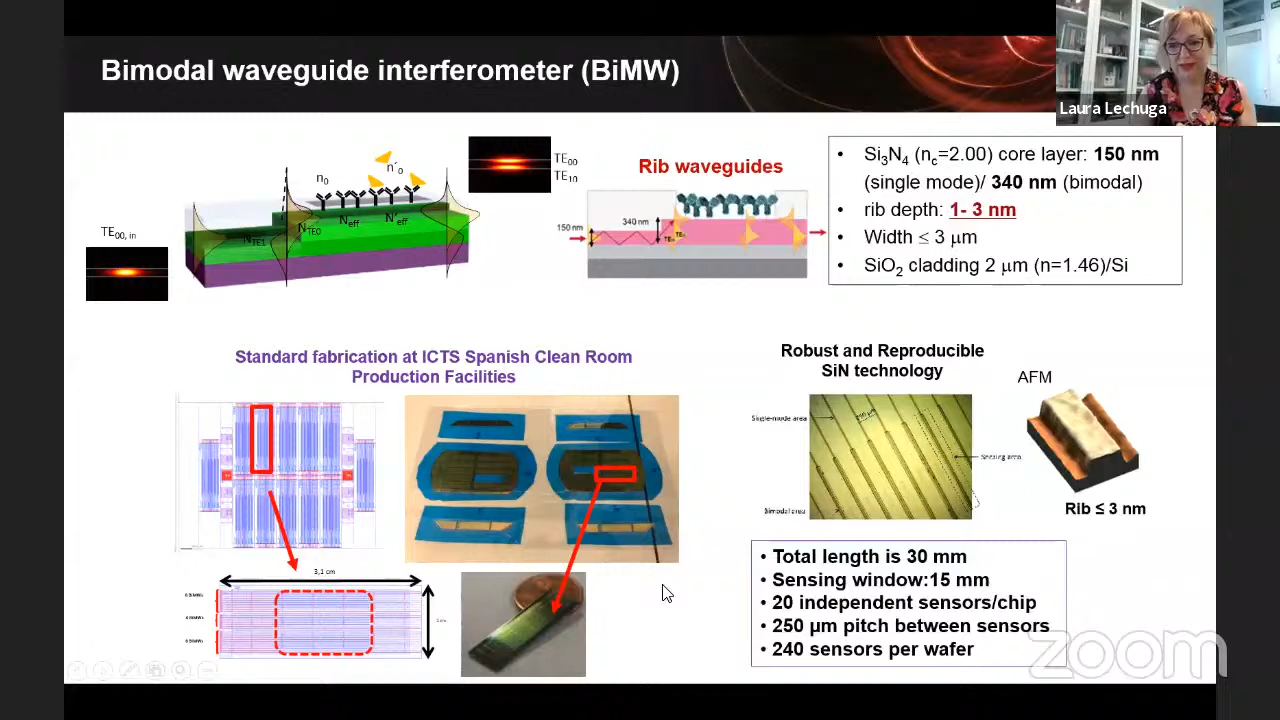 Bimodal waveguide interferometer (BiMW)
Laura Lechuga
TE00, in
n0
n´o
NTE1
NTE0
Neff
N'eff
TE00
TE10
Rib waveguides
150 nm
340 nm
• Si3N4 (nc=2.00) core layer: 150 nm
(single mode)/ 340 nm (bimodal)
• rib depth: 1- 3 nm
• Width ≤ 3 μm
• SiO2 cladding 2 μm (n=1.46)/Si
Standard fabrication at ICTS Spanish Clean Room
Production Facilities
3,1 cm
Robust and Reproducible
SiN technology
AFM
Single-mode area
Sensing area
Bimodal area
Rib ≤ 3 nm
• Total length is 30 mm
• Sensing window:15 mm
• 20 independent sensors/chip
• 250 µm pitch between sensors
• 240 sensors per wafer
zoom